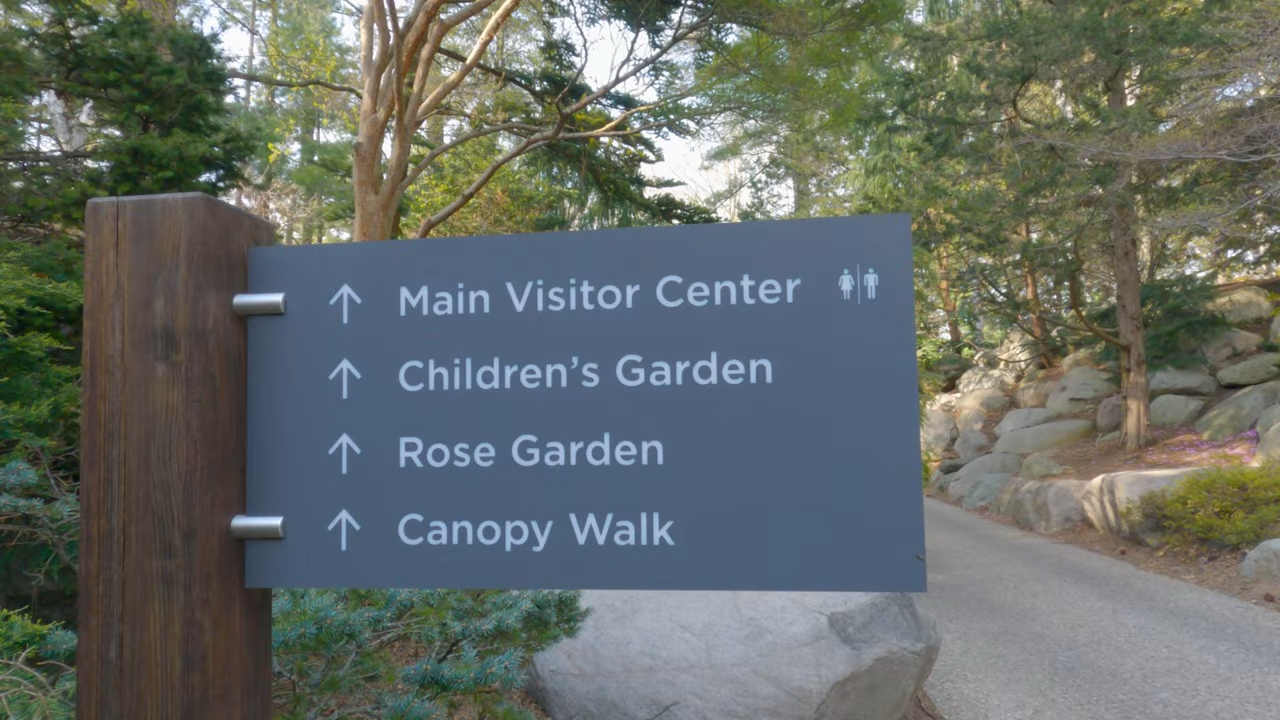 ↑ Main Visitor Center
↑ Children’s Garden
↑ Rose Garden
↑ Canopy Walk